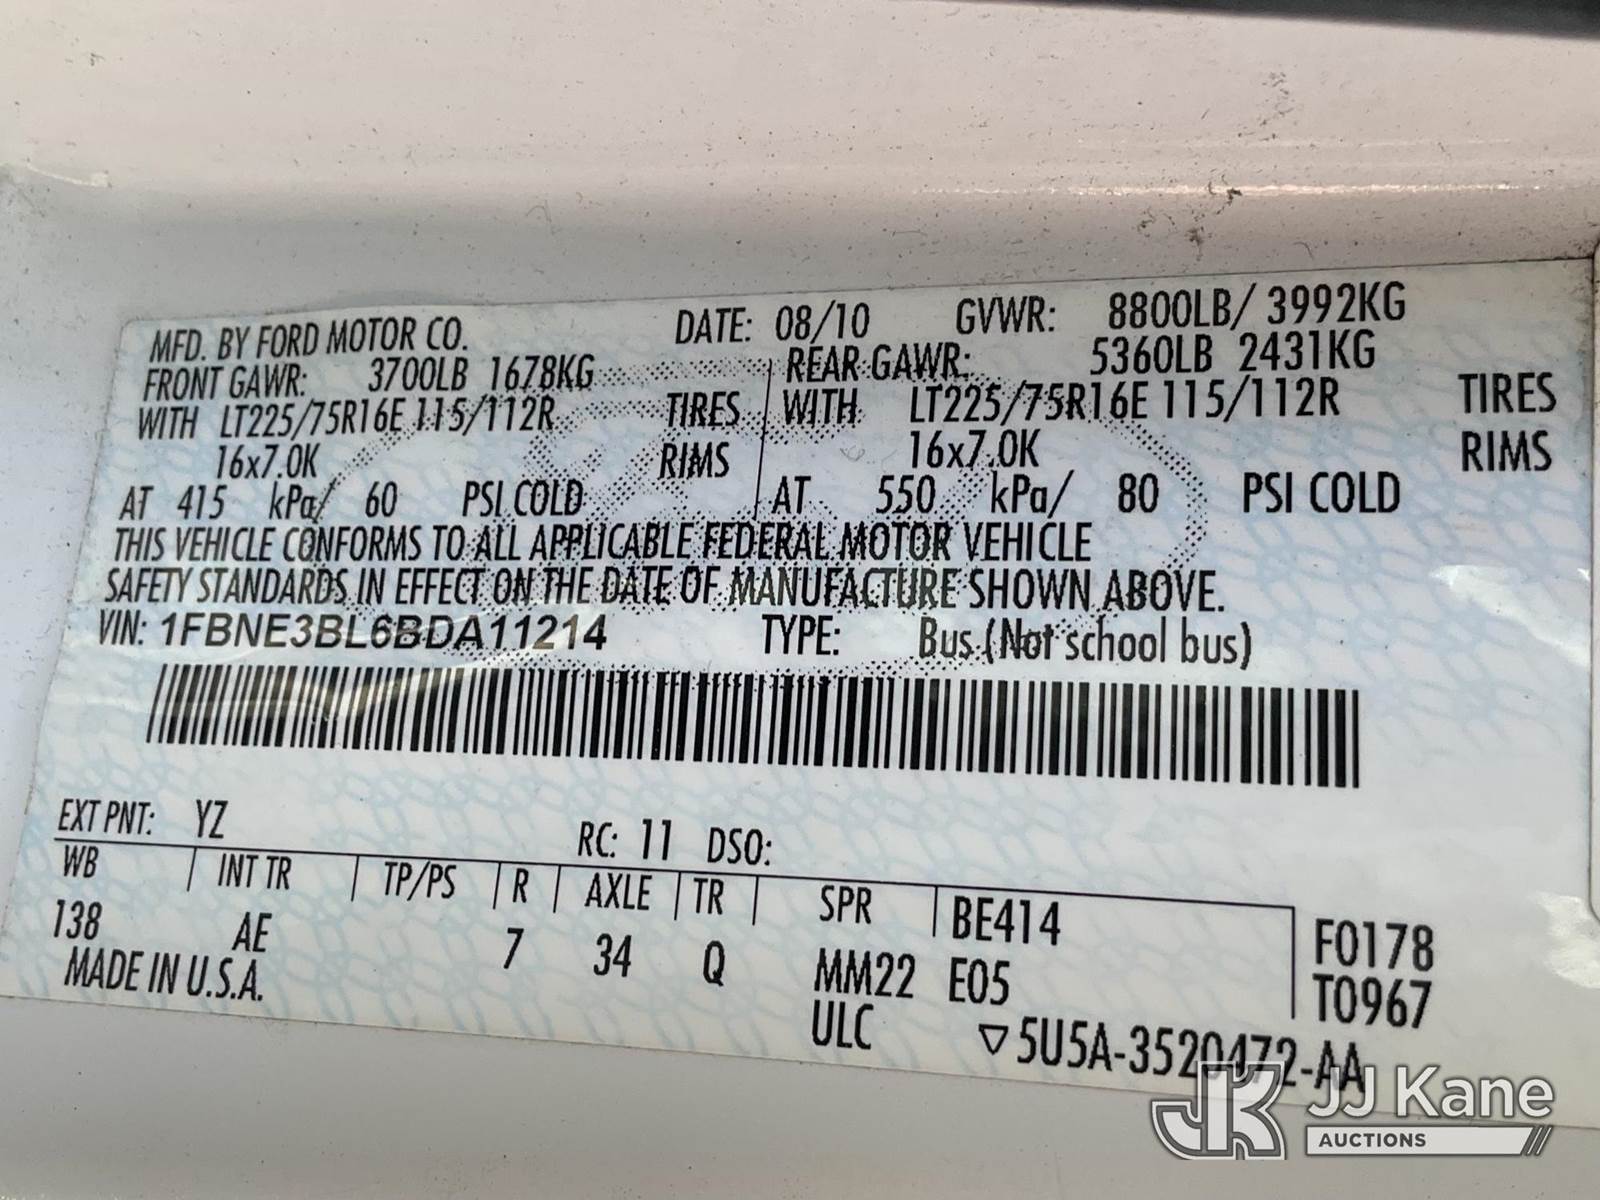 MFD. BY FORD MOTOR CO. DATE: 08/10 GVWR: 8800LB/ 3992KG
FRONT GAWR: 3700LB 1678KG REAR GAWR: 5360LB 2431KG
WITH LT225/75R16E 115/112R TIRES WITH LT225/75R16E 115/112R TIRES
16x7.0K RIMS 16x7.0K RIMS
AT 415 kPa/ 60 PSI COLD AT 550 kPa/ 80 PSI COLD
THIS VEHICLE CONFORMS TO ALL APPLICABLE FEDERAL MOTOR VEHICLE
SAFETY STANDARDS IN EFFECT ON THE DATE OF MANUFACTURE SHOWN ABOVE.
VIN: 1FBNE3BL6BDA11214 TYPE: Bus (Not school bus)
EXT PNT: YZ RC: 11 DSO:
WB INT TR TP/PS R AXLE TR SPR BE414 F0178
138 AE 7 34 Q MM22 E05 T0967
MADE IN U.S.A. ULC ▽5U5A-3520472-AA
JK JJ Kane
AUCTIONS